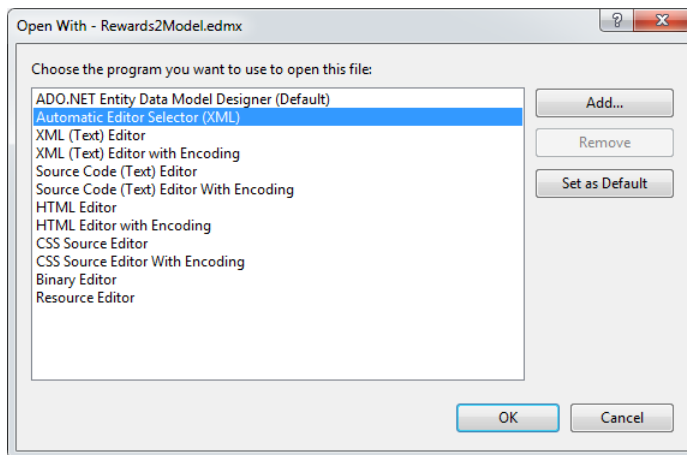 Open With - Rewards2Model.edmx
Choose the program you want to use to open this file:
ADO.NET Entity Data Model Designer (Default)
Automatic Editor Selector (XML)
XML (Text) Editor
XML (Text) Editor with Encoding
Source Code (Text) Editor
Source Code (Text) Editor With Encoding
HTML Editor
HTML Editor with Encoding
CSS Source Editor
CSS Source Editor With Encoding
Binary Editor
Resource Editor
Add...
Remove
Set as Default
OK
Cancel